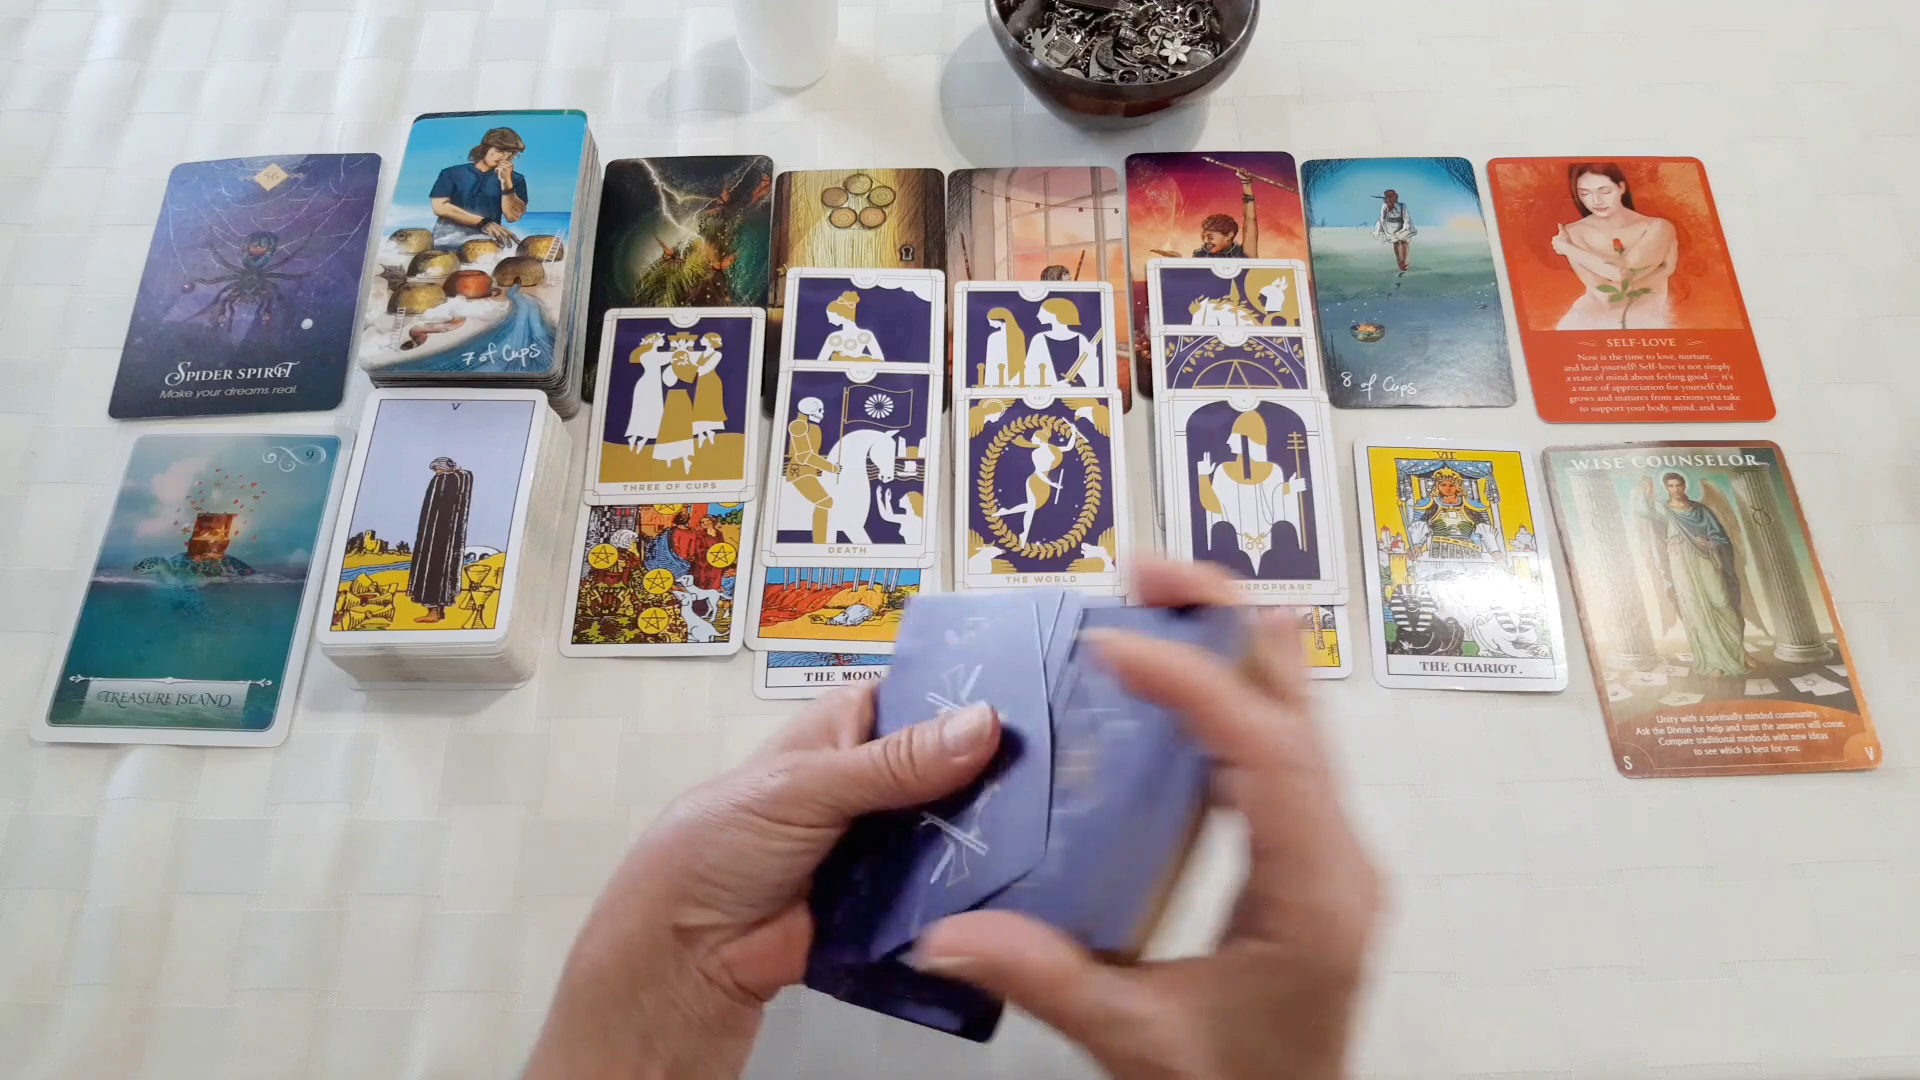 56
SPIDER SPIRIT
Make your dreams real.
7 of Cups
8 of Cups
SELF-LOVE
Now is the time to love, nurture,
and heal yourself! Self-love is not simply
a state of mind about feeling good — it's
a state of appreciation for yourself that
grows and matures from actions you take
to support your body, mind, and soul.
9
TREASURE ISLAND
V
THREE OF CUPS
XIII
DEATH
XXI
THE WORLD
V
HIEROPHANT
THE MOON
VII
THE CHARIOT.
WISE COUNSELOR
Unity with a spiritually minded community.
Ask the Divine for help and trust the answers will come.
Compare traditional methods with new ideas
to see which is best for you.
S
V